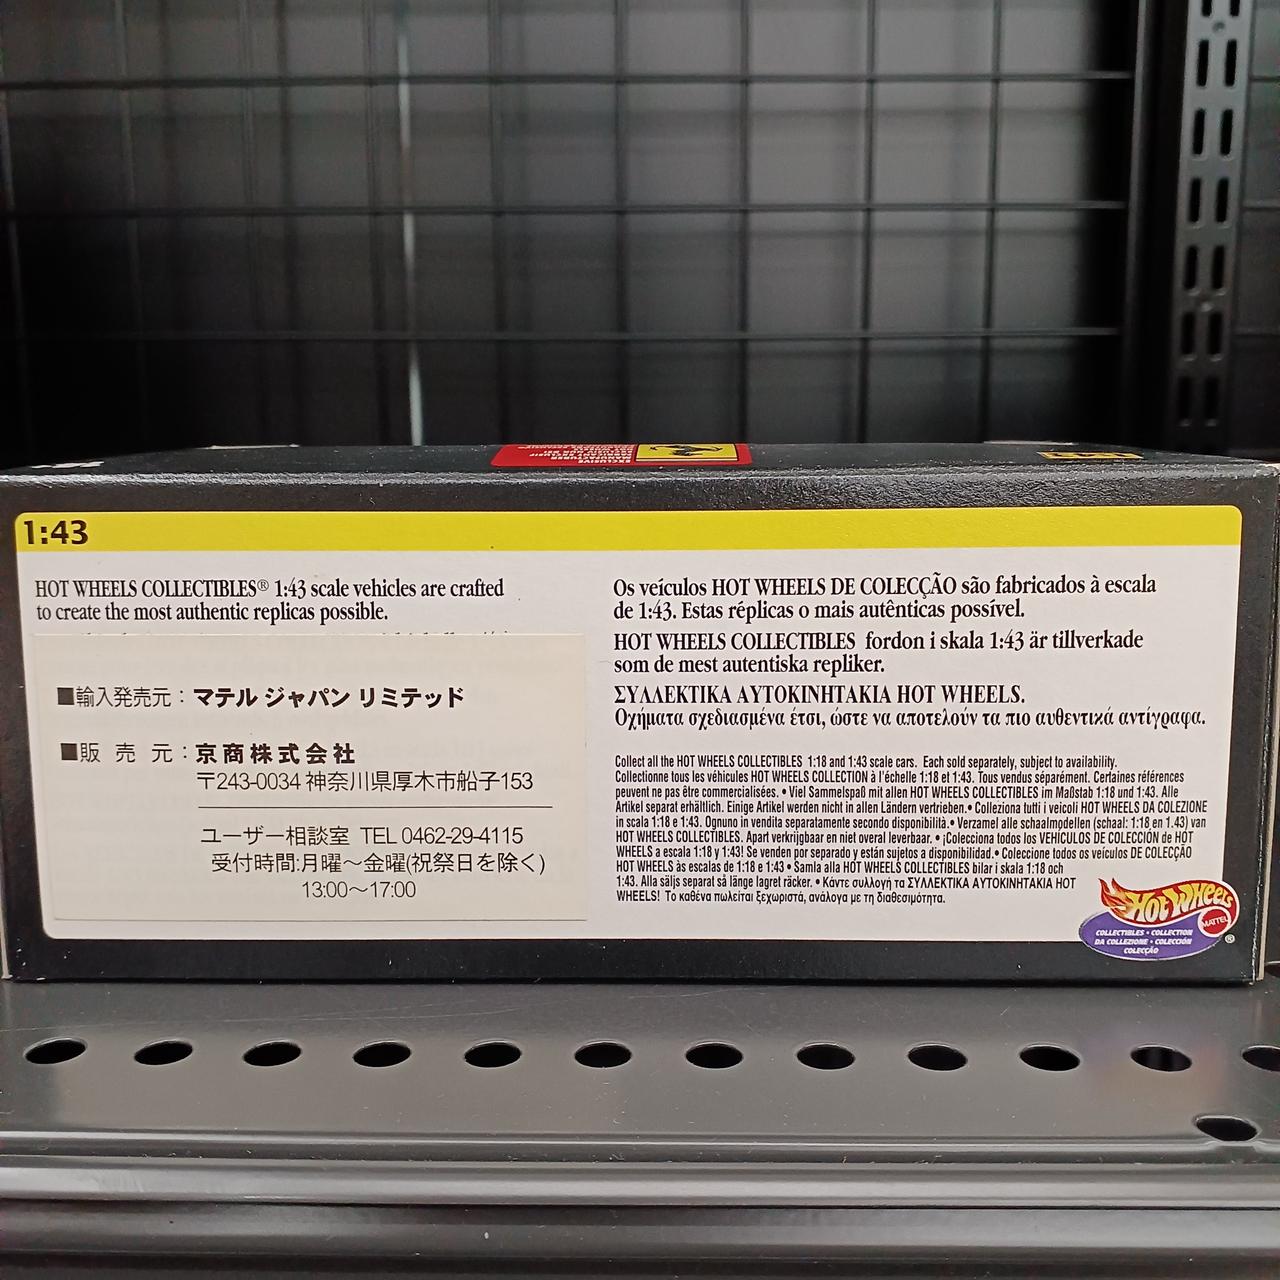 1:43
HOT WHEELS COLLECTIBLES® 1:43 scale vehicles are crafted
to create the most authentic replicas possible.
■輸入発売元：マテル ジャパン リミテッド
■販 売 元：京商株式会社
〒243-0034 神奈川県厚木市船子153
ユーザー相談室 TEL 0462-29-4115
受付時間:月曜～金曜(祝祭日を除く)
13:00～17:00
Os veículos HOT WHEELS DE COLECÇÃO são fabricados à escala
de 1:43. Estas réplicas o mais autênticas possível.
HOT WHEELS COLLECTIBLES fordon i skala 1:43 är tillverkade
som de mest autentiska repliker.
ΣΥΛΛΕΚΤΙΚΑ ΑΥΤΟΚΙΝΗΤΑΚΙΑ HOT WHEELS.
Οχήματα σχεδιασμένα έτσι, ώστε να αποτελούν τα πιο αυθεντικά αντίγραφα.
Collect all the HOT WHEELS COLLECTIBLES 1:18 and 1:43 scale cars. Each sold separately, subject to availability.
Collectionne tous les véhicules HOT WHEELS COLLECTION à l'échelle 1:18 et 1:43. Tous vendus séparément. Certaines références
peuvent ne pas être commercialisées. • Viel Sammelspaß mit allen HOT WHEELS COLLECTIBLES im Maßstab 1:18 und 1:43. Alle
Artikel separat erhältlich. Einige Artikel werden nicht in allen Ländern vertrieben.• Colleziona tutti i veicoli HOT WHEELS DA COLEZIONE
in scala 1:18 e 1:43. Ognuno in vendita separatamente secondo disponibilità.• Verzamel alle schaalmodellen (schaal: 1:18 en 1.43) van
HOT WHEELS COLLECTIBLES. Apart verkrijgbaar en niet overal leverbaar. • ¡Colecciona todos los VEHICULOS DE COLECCIÓN de HOT
WHEELS a escala 1:18 y 1:43! Se venden por separado y están sujetos a disponibilidad.• Coleccione todos os veículos DE COLECÇÃO
HOT WHEELS às escalas de 1:18 e 1:43 • Samla alla HOT WHEELS COLLECTIBLES bilar i skala 1:18 och
1:43. Alla säljs separat så länge lagret räcker. • Κάντε συλλογή τα ΣΥΛΛΕΚΤΙΚΑ ΑΥΤΟΚΙΝΗΤΑΚΙΑ HOT
WHEELS! Το καθένα πωλείται ξεχωριστά, ανάλογα με τη διαθεσιμότητα.
Hot Wheels
MATTEL
COLLECTIBLES • COLLECTION
DA COLLEZIONE • COLECCIÓN
COLECÇÃO
®